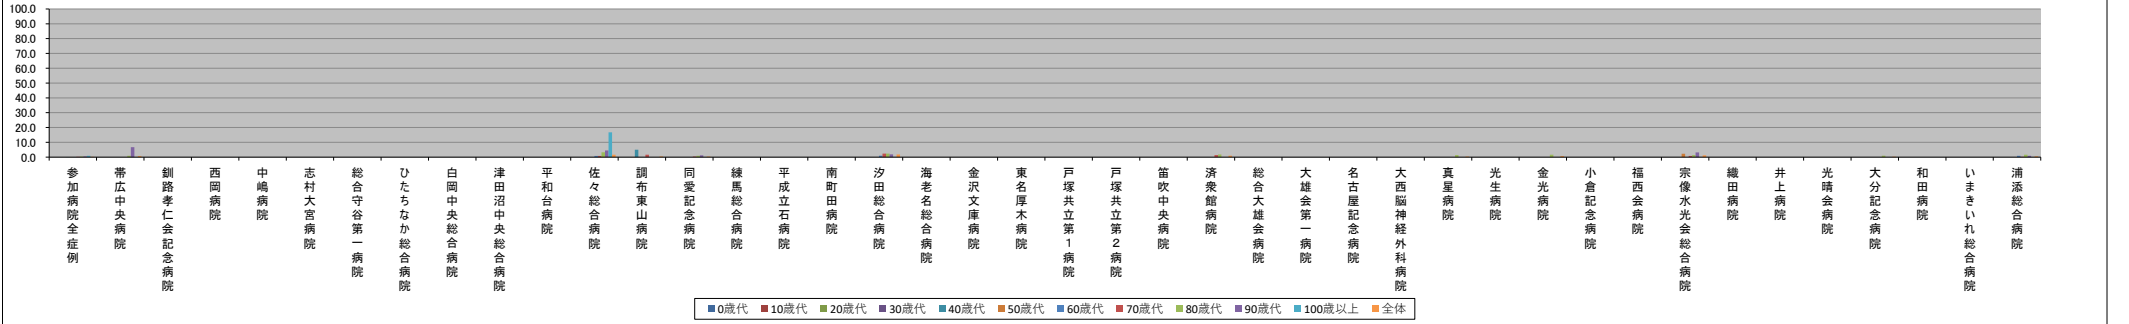 100.0
90.0
80.0
70.0
60.0
50.0
40.0
30.0
20.0
10.0
0.0
参加病院全症例
帯広中央病院
釧路孝仁会記念病院
西岡病院
中嶋病院
志村大宮病院
総合守谷第一病院
ひたちなか総合病院
白岡中央総合病院
津田沼中央総合病院
平和台病院
佐々総合病院
調布東山病院
同愛記念病院
練馬総合病院
平成立石病院
南町田病院
汐田総合病院
海老名総合病院
金沢文庫病院
東名厚木病院
戸塚共立第1病院
戸塚共立第2病院
笛吹中央病院
済衆館病院
総合大雄会病院
大雄会第一病院
名古屋記念病院
大西脳神経外科病院
真星病院
光生病院
金光病院
小倉記念病院
福西会病院
宗像水光会総合病院
織田病院
井上病院
光晴会病院
大分記念病院
和田病院
いまきいれ総合病院
浦添総合病院
0歳代 10歳代 20歳代 30歳代 40歳代 50歳代 60歳代 70歳代 80歳代 90歳代 100歳以上 全体